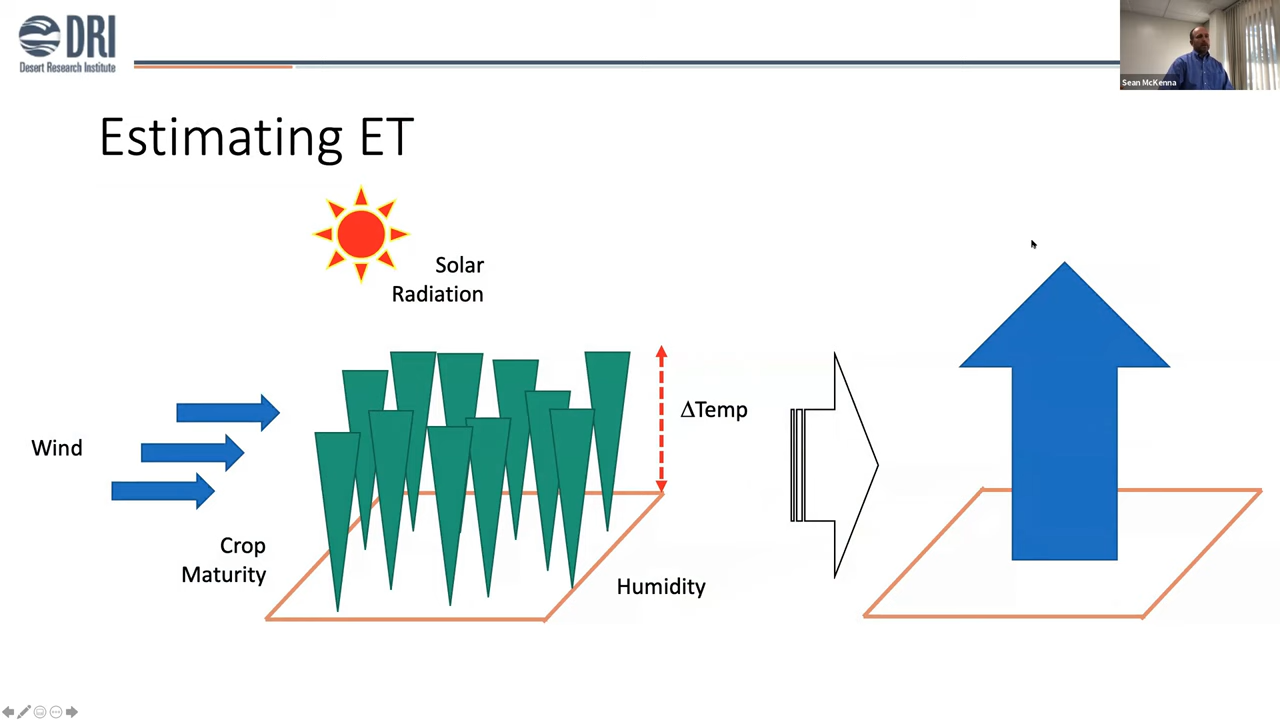 DRI
Desert Research Institute
Sean McKenna
Estimating ET
Solar
Radiation
Wind
ΔTemp
Crop
Maturity
Humidity